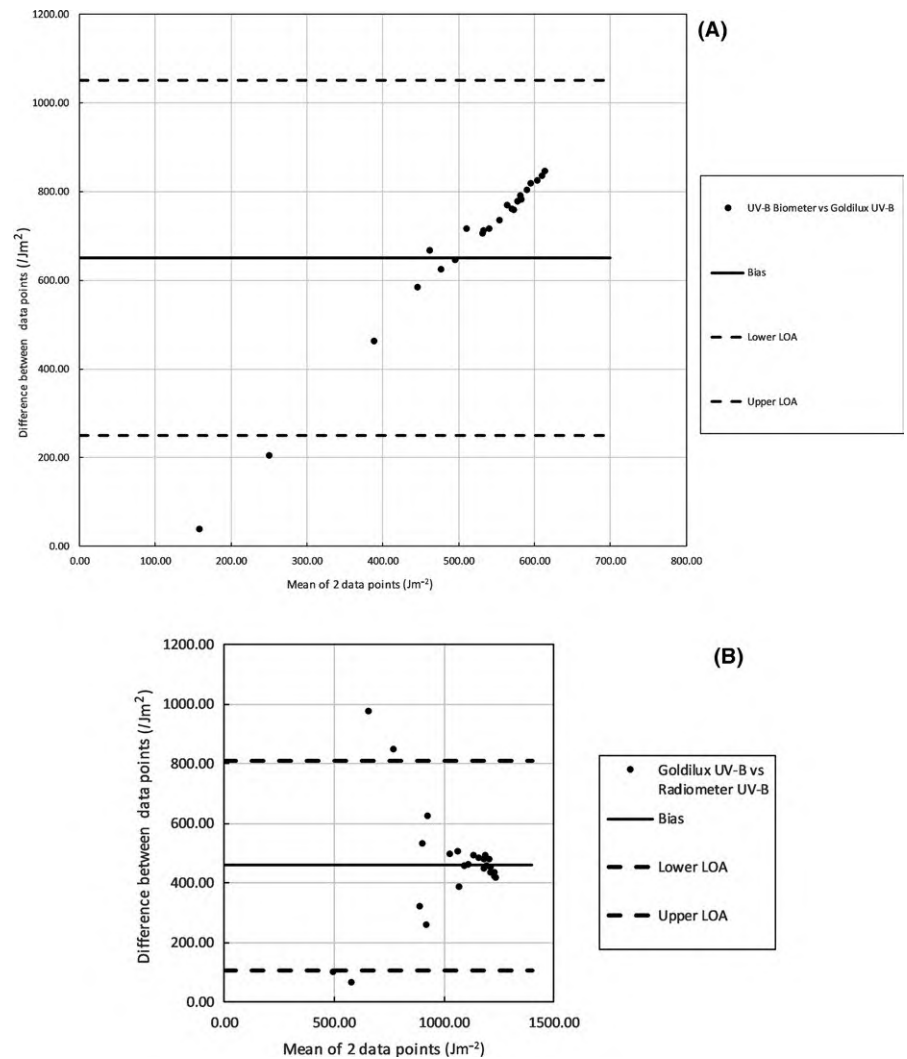 1200.00
(A)
1000.00
800.00
600.00
400.00
200.00
0.00
Difference between data points (/Jm²)
0.00 100.00 200.00 300.00 400.00 500.00 600.00 700.00 800.00
Mean of 2 data points (Jm⁻²)
UV-B Biometer vs Goldilux UV-B
Bias
Lower LOA
Upper LOA
(B)
1200.00
1000.00
800.00
600.00
400.00
200.00
0.00
Difference between data points (/Jm²)
0.00 500.00 1000.00 1500.00
Mean of 2 data points (Jm⁻²)
Goldilux UV-B vs
Radiometer UV-B
Bias
Lower LOA
Upper LOA